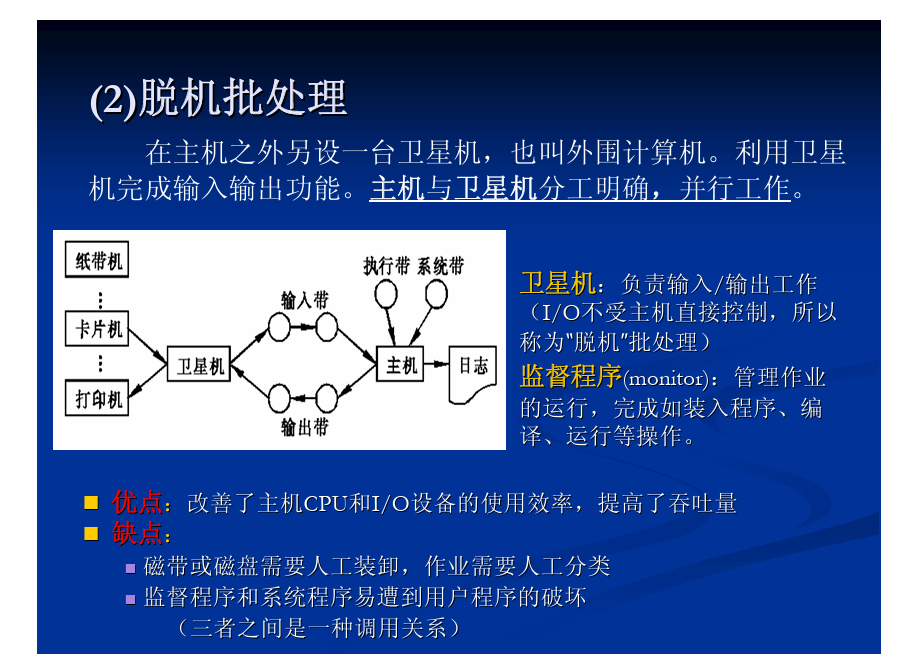 (2)脱机批处理
在主机之外另设一台卫星机，也叫外围计算机。利用卫星
机完成输入输出功能。主机与卫星机分工明确，并行工作。
纸带机
⋮
卡片机
⋮
打印机
卫星机
输入带
输出带
执行带 系统带
主机
日志
卫星机：负责输入/输出工作
（I/O不受主机直接控制，所以
称为"脱机"批处理）
监督程序(monitor)：管理作业
的运行，完成如装入程序、编
译、运行等操作。
优点：改善了主机CPU和I/O设备的使用效率，提高了吞吐量
缺点：
磁带或磁盘需要人工装卸，作业需要人工分类
监督程序和系统程序易遭到用户程序的破坏
（三者之间是一种调用关系）